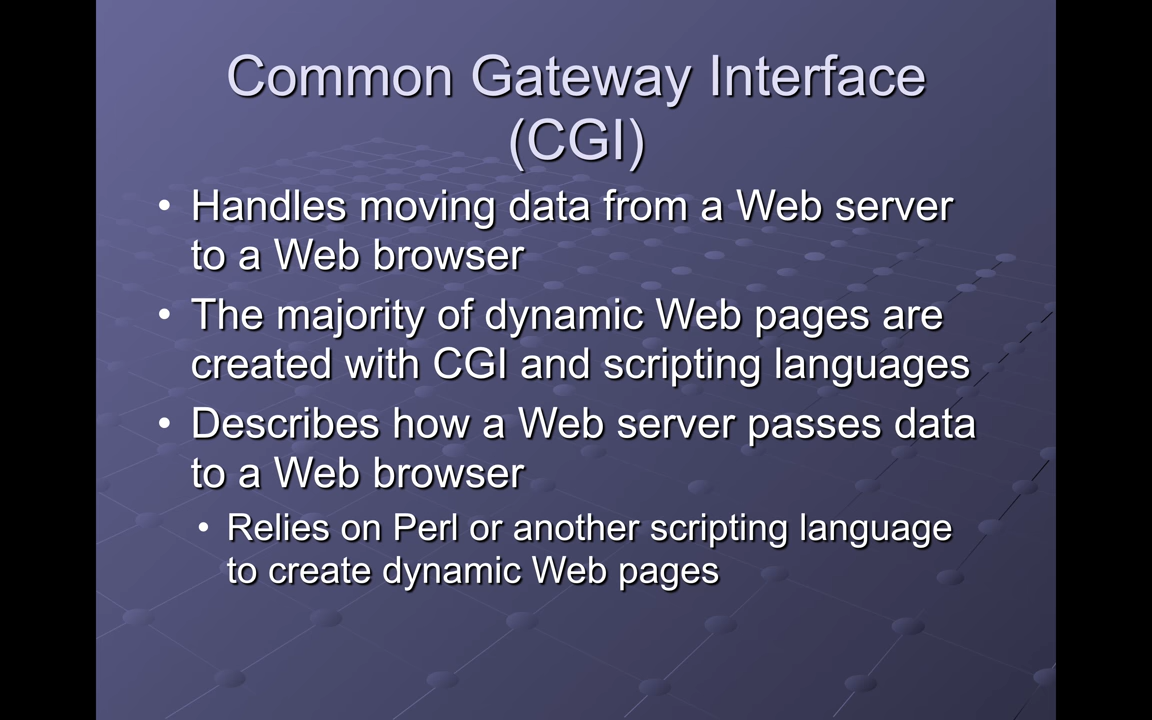 Common Gateway Interface
(CGI)
• Handles moving data from a Web server
to a Web browser
• The majority of dynamic Web pages are
created with CGI and scripting languages
• Describes how a Web server passes data
to a Web browser
• Relies on Perl or another scripting language
to create dynamic Web pages